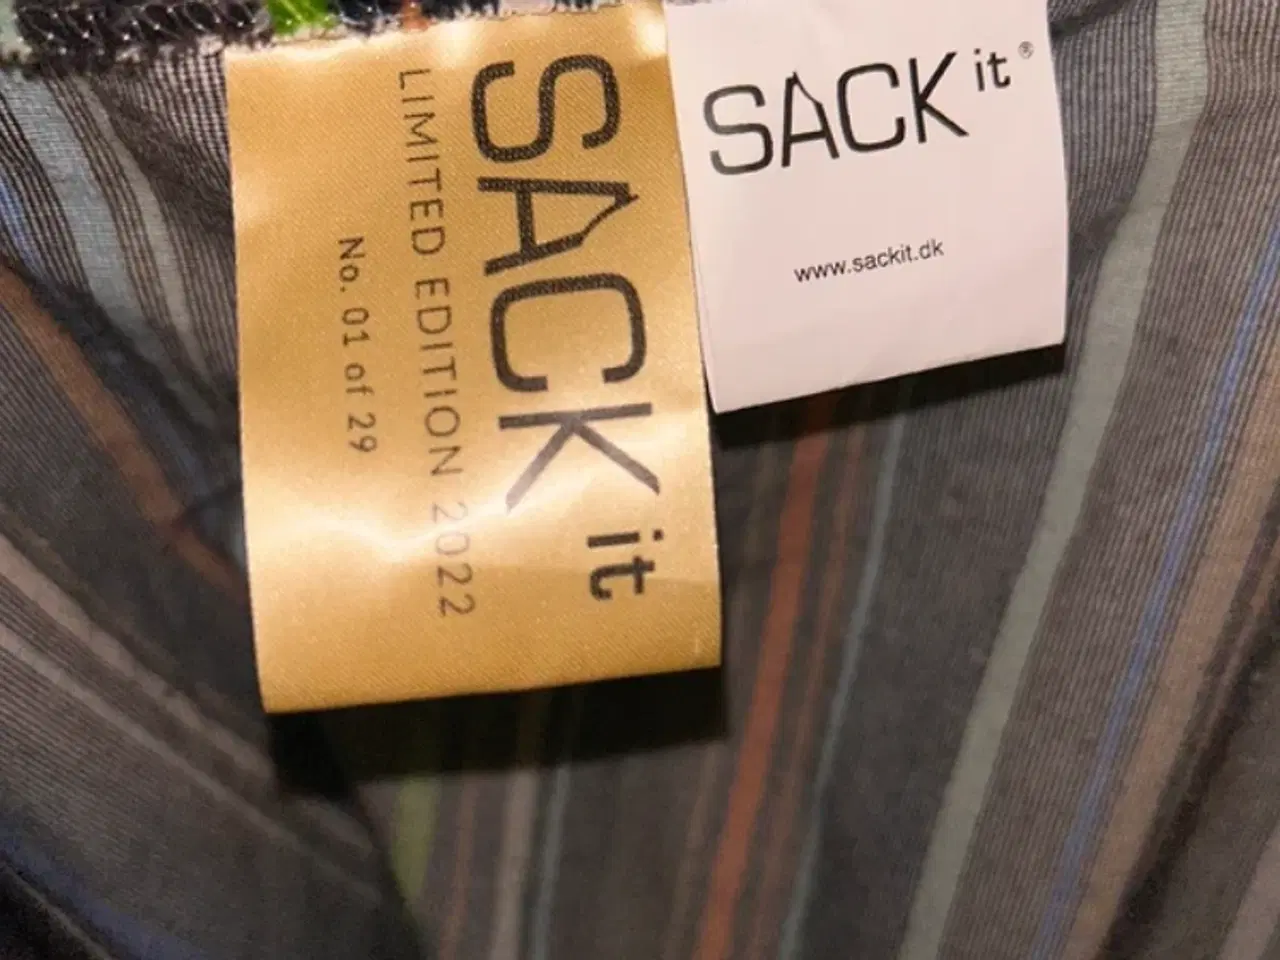 SACK it
LIMITED EDITION 2022
No. 01 of 29
SACK it®
www.sackit.dk